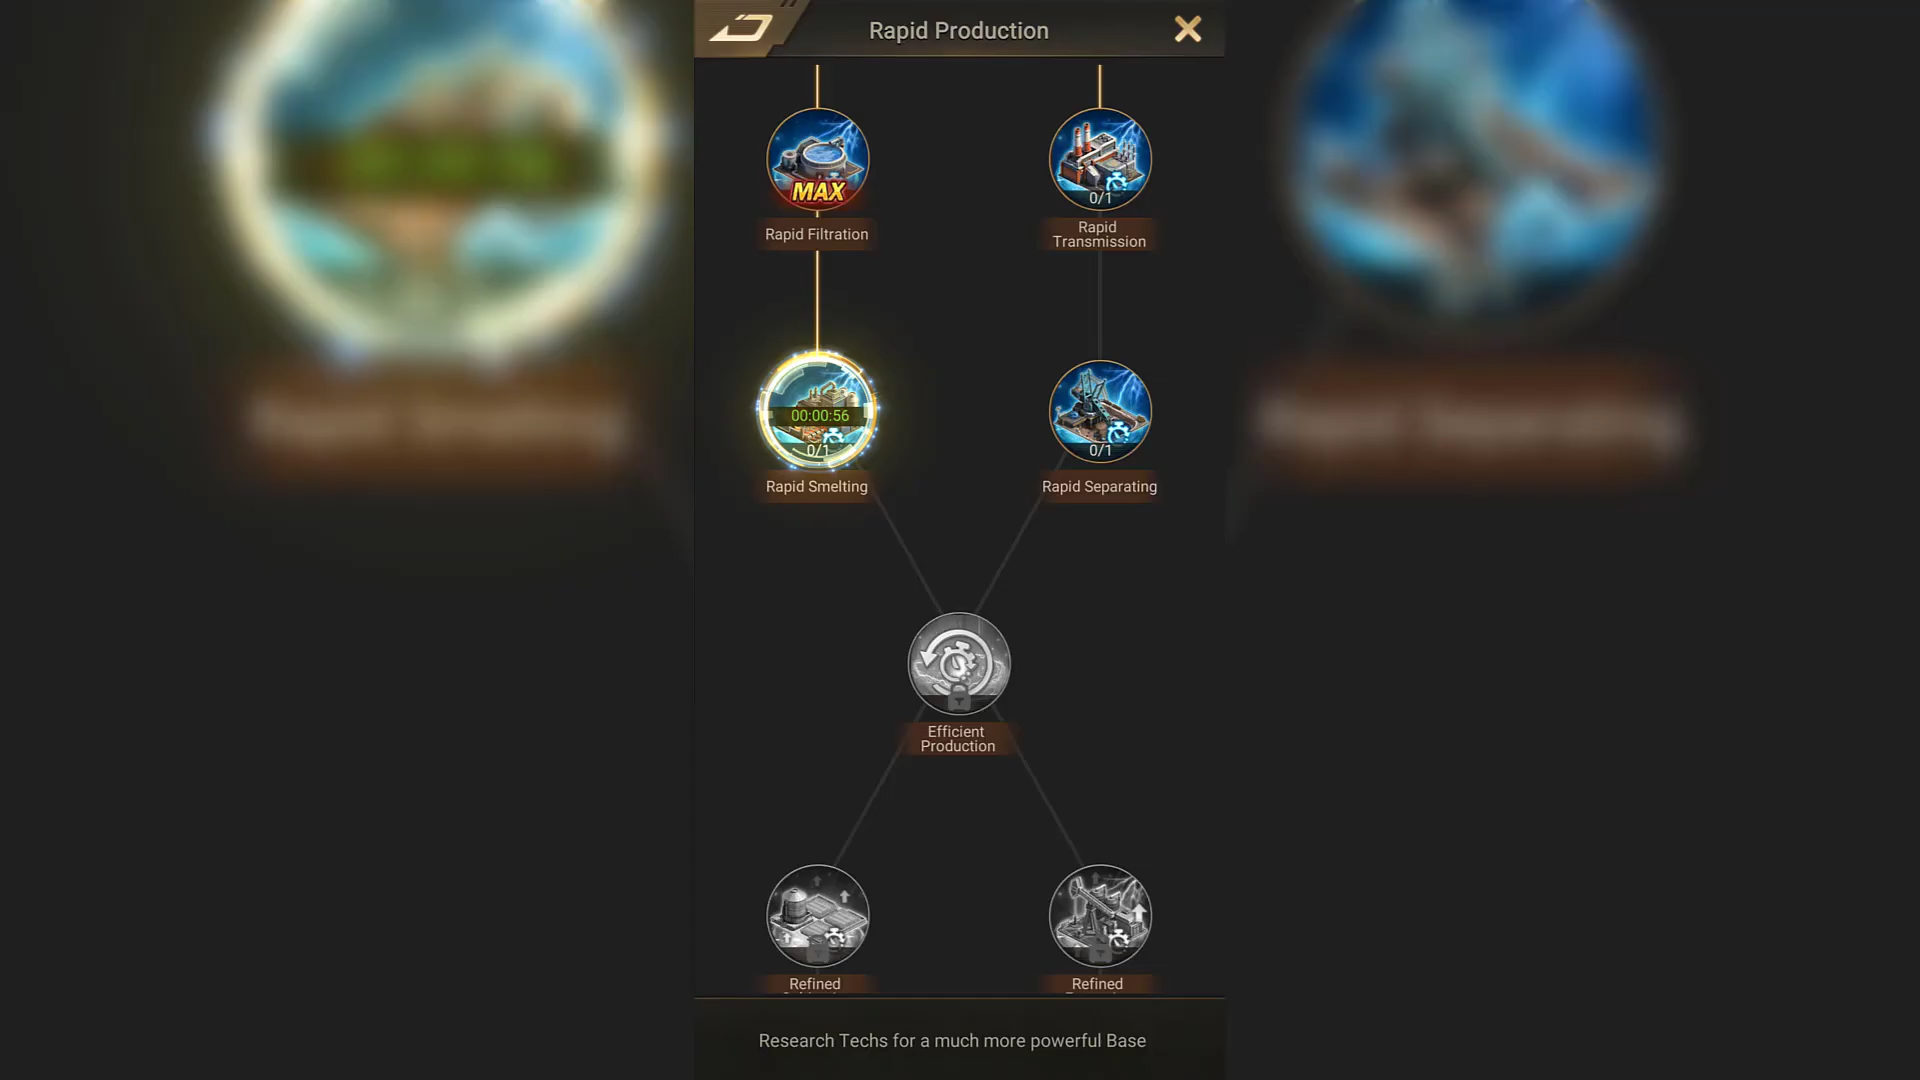 Rapid Production
MAX
0/1
Rapid Filtration
Rapid
Transmission
00:00:56
0/1
0/1
Rapid Smelting
Rapid Separating
Efficient
Production
Refined
Refined
Research Techs for a much more powerful Base